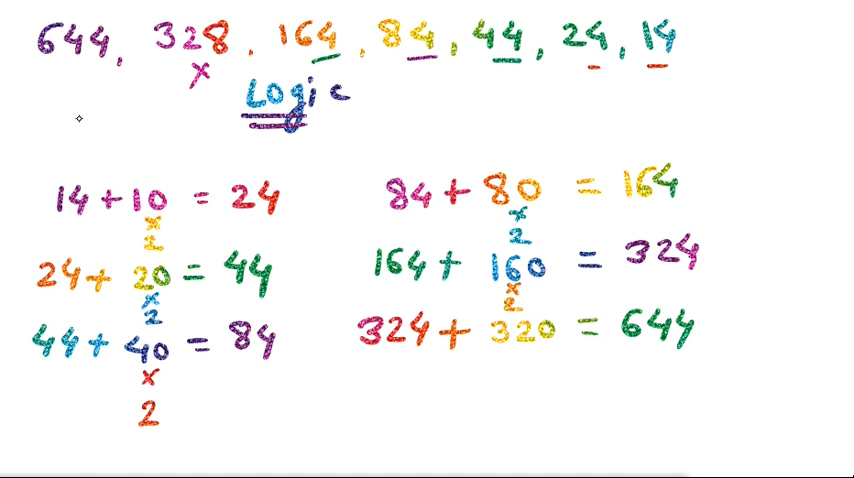 644, 328, 164, 84, 44, 24, 14
x
Logic
14 + 10 = 24
x
2
24 + 20 = 44
x
2
44 + 40 = 84
x
2
84 + 80 = 164
x
2
164 + 160 = 324
x
2
324 + 320 = 644